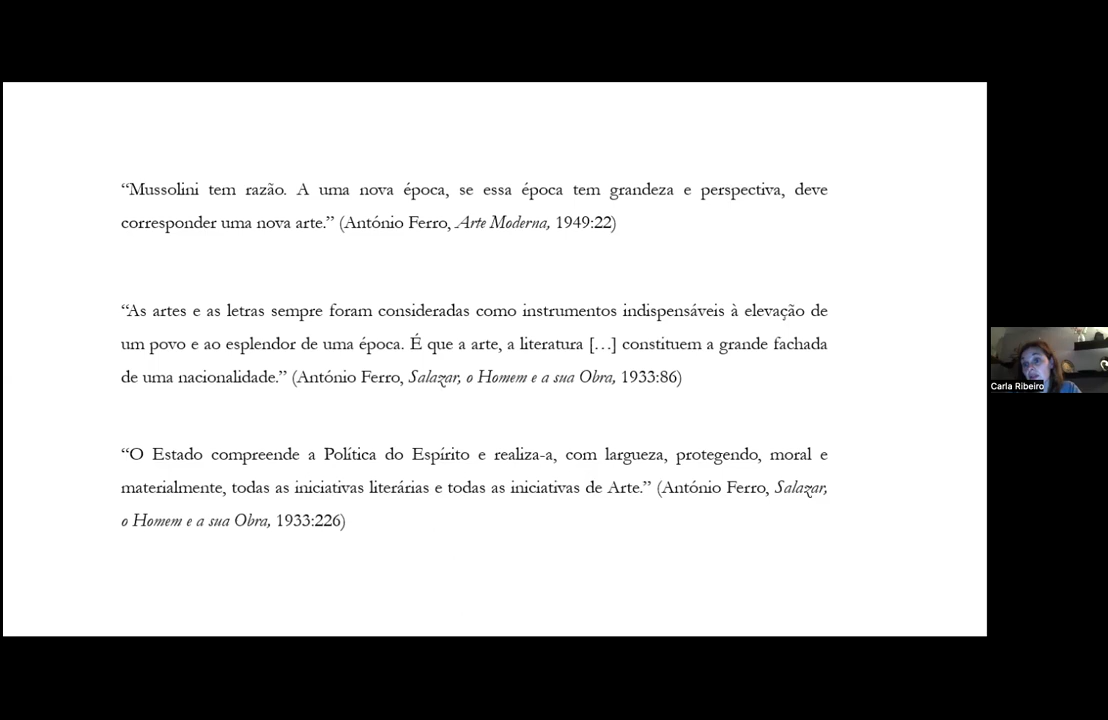 “Mussolini tem razão. A uma nova época, se essa época tem grandeza e perspectiva, deve
corresponder uma nova arte.” (António Ferro, Arte Moderna, 1949:22)
“As artes e as letras sempre foram consideradas como instrumentos indispensáveis à elevação de
um povo e ao esplendor de uma época. É que a arte, a literatura […] constituem a grande fachada
de uma nacionalidade.” (António Ferro, Salazar, o Homem e a sua Obra, 1933:86)
“O Estado compreende a Política do Espírito e realiza-a, com largueza, protegendo, moral e
materialmente, todas as iniciativas literárias e todas as iniciativas de Arte.” (António Ferro, Salazar,
o Homem e a sua Obra, 1933:226)
Carla Ribeiro